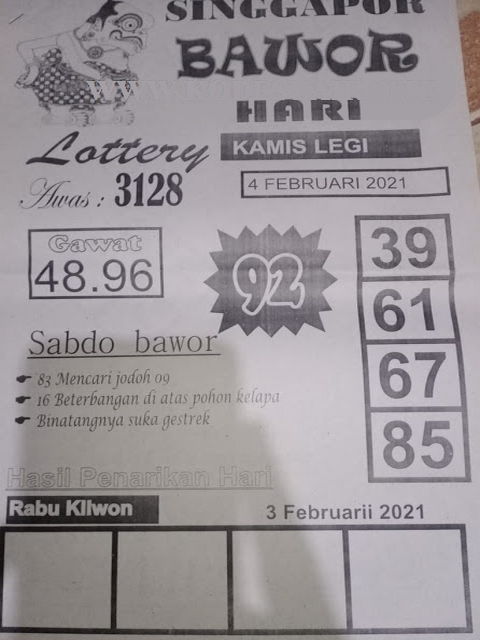 SINGGAPOR
BAWOR
HARI
Lottery
KAMIS LEGI
4 FEBRUARI 2021
Awas : 3128
Gawat
48.96
92
39
61
67
85
Sabdo bawor
83 Mencari jodoh 09
16 Beterbangan di atas pohon kelapa
Binatangnya suka gestrek
Hasil Penarikan Hari
Rabu Kliwon
3 Februarii 2021